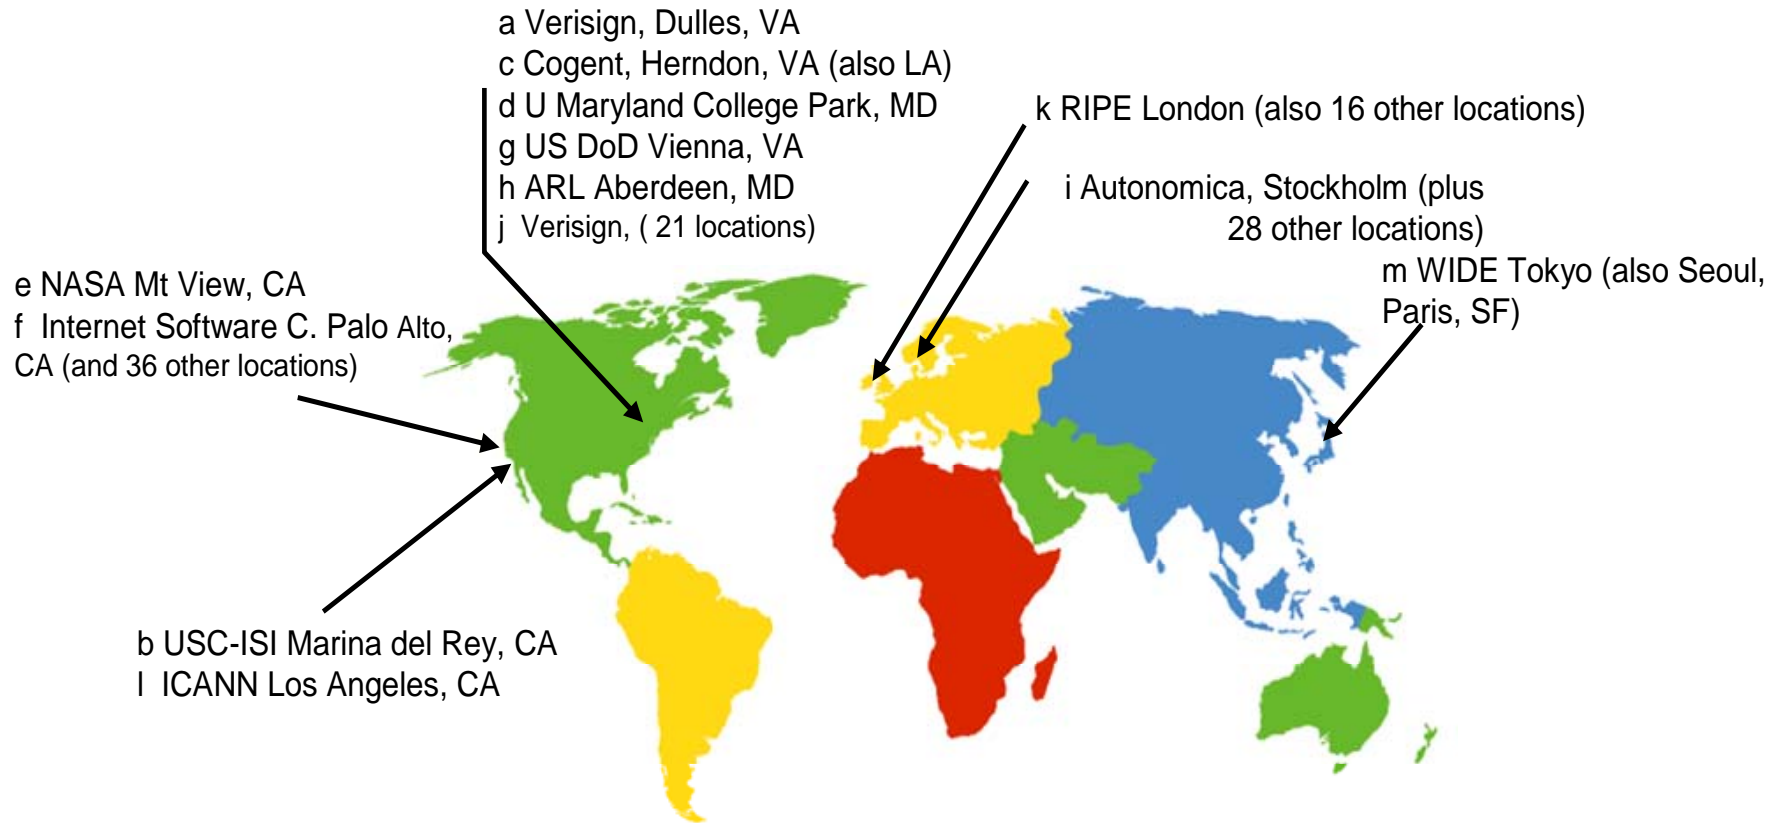 a Verisign, Dulles, VA
c Cogent, Herndon, VA (also LA)
d U Maryland College Park, MD
g US DoD Vienna, VA
h ARL Aberdeen, MD
j Verisign, ( 21 locations)
k RIPE London (also 16 other locations)
i Autonomica, Stockholm (plus
28 other locations)
m WIDE Tokyo (also Seoul,
Paris, SF)
e NASA Mt View, CA
f Internet Software C. Palo Alto,
CA (and 36 other locations)
b USC-ISI Marina del Rey, CA
l ICANN Los Angeles, CA